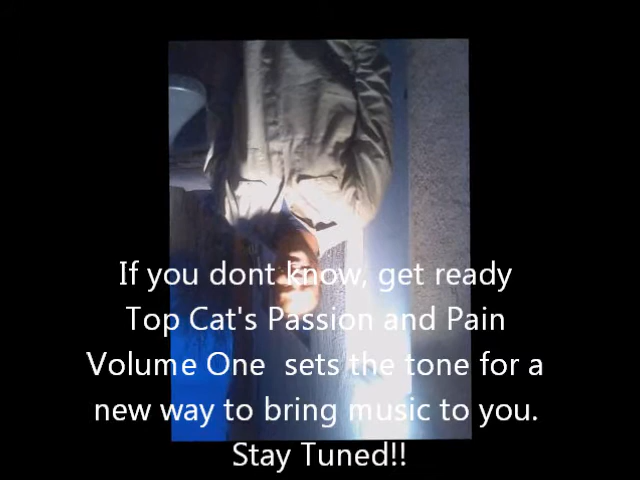 If you dont know, get ready
Top Cat's Passion and Pain
Volume One  sets the tone for a
new way to bring music to you.
Stay Tuned!!